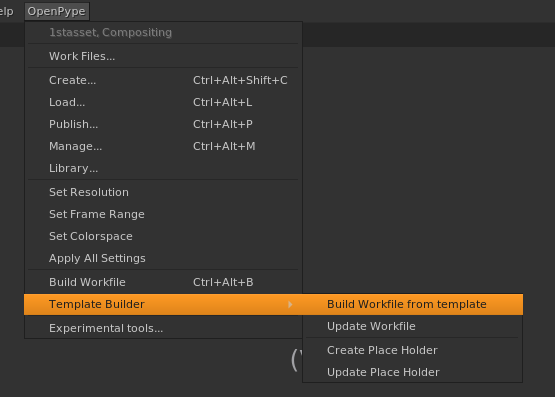 elp OpenPype
1stasset, Compositing
Work Files...
Create... Ctrl+Alt+Shift+C
Load... Ctrl+Alt+L
Publish... Ctrl+Alt+P
Manage... Ctrl+Alt+M
Library...
Set Resolution
Set Frame Range
Set Colorspace
Apply All Settings
Build Workfile Ctrl+Alt+B
Template Builder
Experimental tools...
Build Workfile from template
Update Workfile
Create Place Holder
Update Place Holder